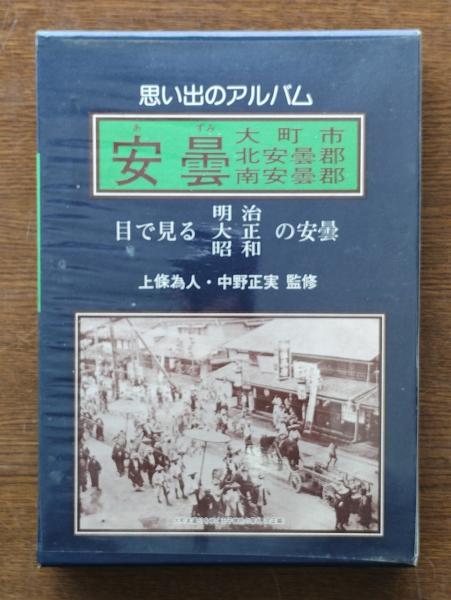 思い出のアルバム
あずみ
安曇
大町市
北安曇郡
南安曇郡
目で見る 明治 大正 昭和 の安曇
上條為人・中野正実 監修